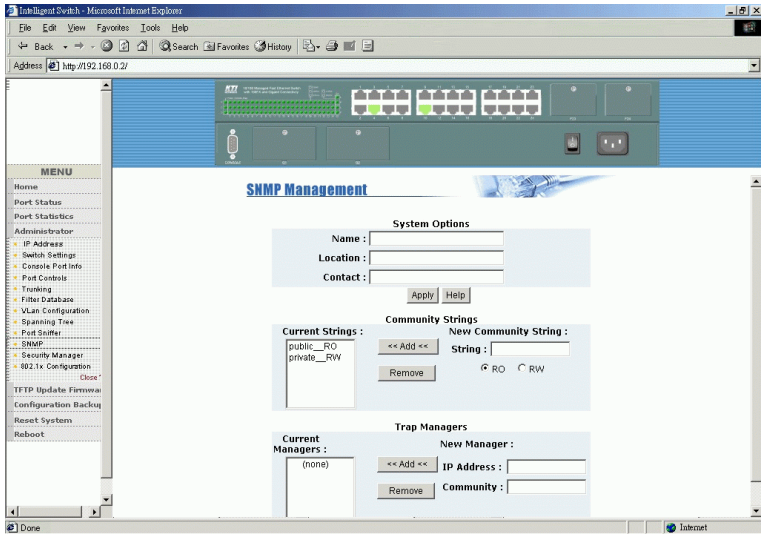 Intelligent Switch - Microsoft Internet Explorer
File Edit View Favorites Tools Help
Back Search Favorites History
Address http://192.168.0.2/
MENU
Home
Port Status
Port Statistics
Administrator
IP Address
Switch Settings
Console Port Info
Port Controls
Trunking
Filter Database
VLan Configuration
Spanning Tree
Port Sniffer
SNMP
Security Manager
802.1x Configuration
Close
TFTP Update Firmwa
Configuration Backup
Reset System
Reboot
SNMP Management
System Options
Name :
Location :
Contact :
Apply Help
Community Strings
Current Strings : New Community String :
public__RO
private__RW
<< Add <<
Remove
String :
RO RW
Trap Managers
Current Managers : New Manager :
(none)
<< Add <<
Remove
IP Address :
Community :
Done Internet